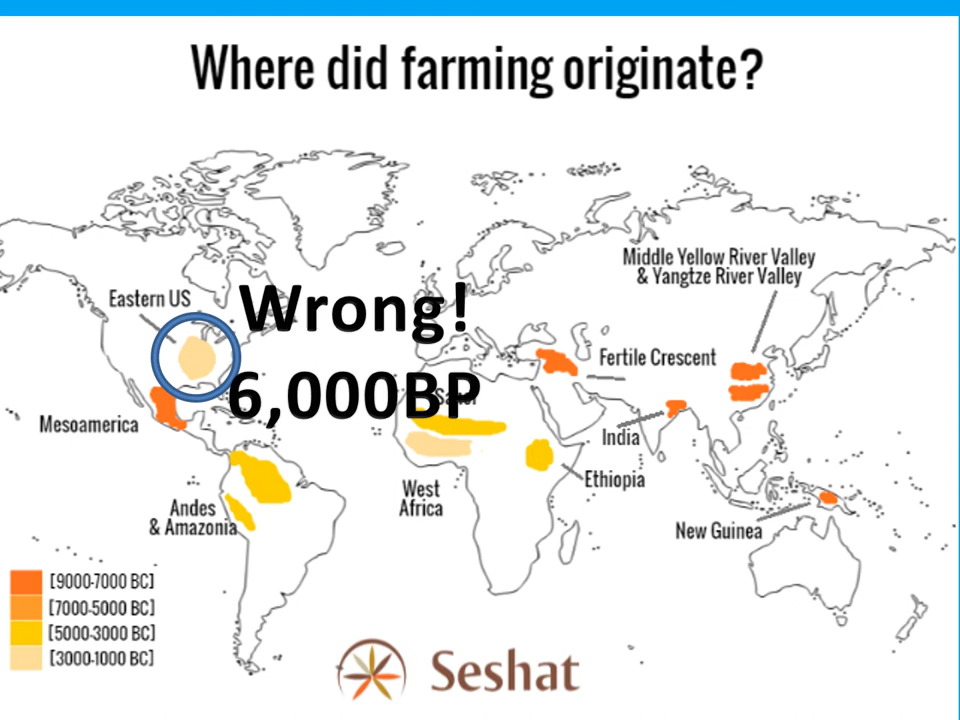 Where did farming originate?
Middle Yellow River Valley
& Yangtze River Valley
Eastern US
Wrong!
6,000BP
Fertile Crescent
Mesoamerica
India
Ethiopia
West
Africa
Andes
& Amazonia
New Guinea
[9000-7000 BC]
[7000-5000 BC]
[5000-3000 BC]
[3000-1000 BC]
Seshat